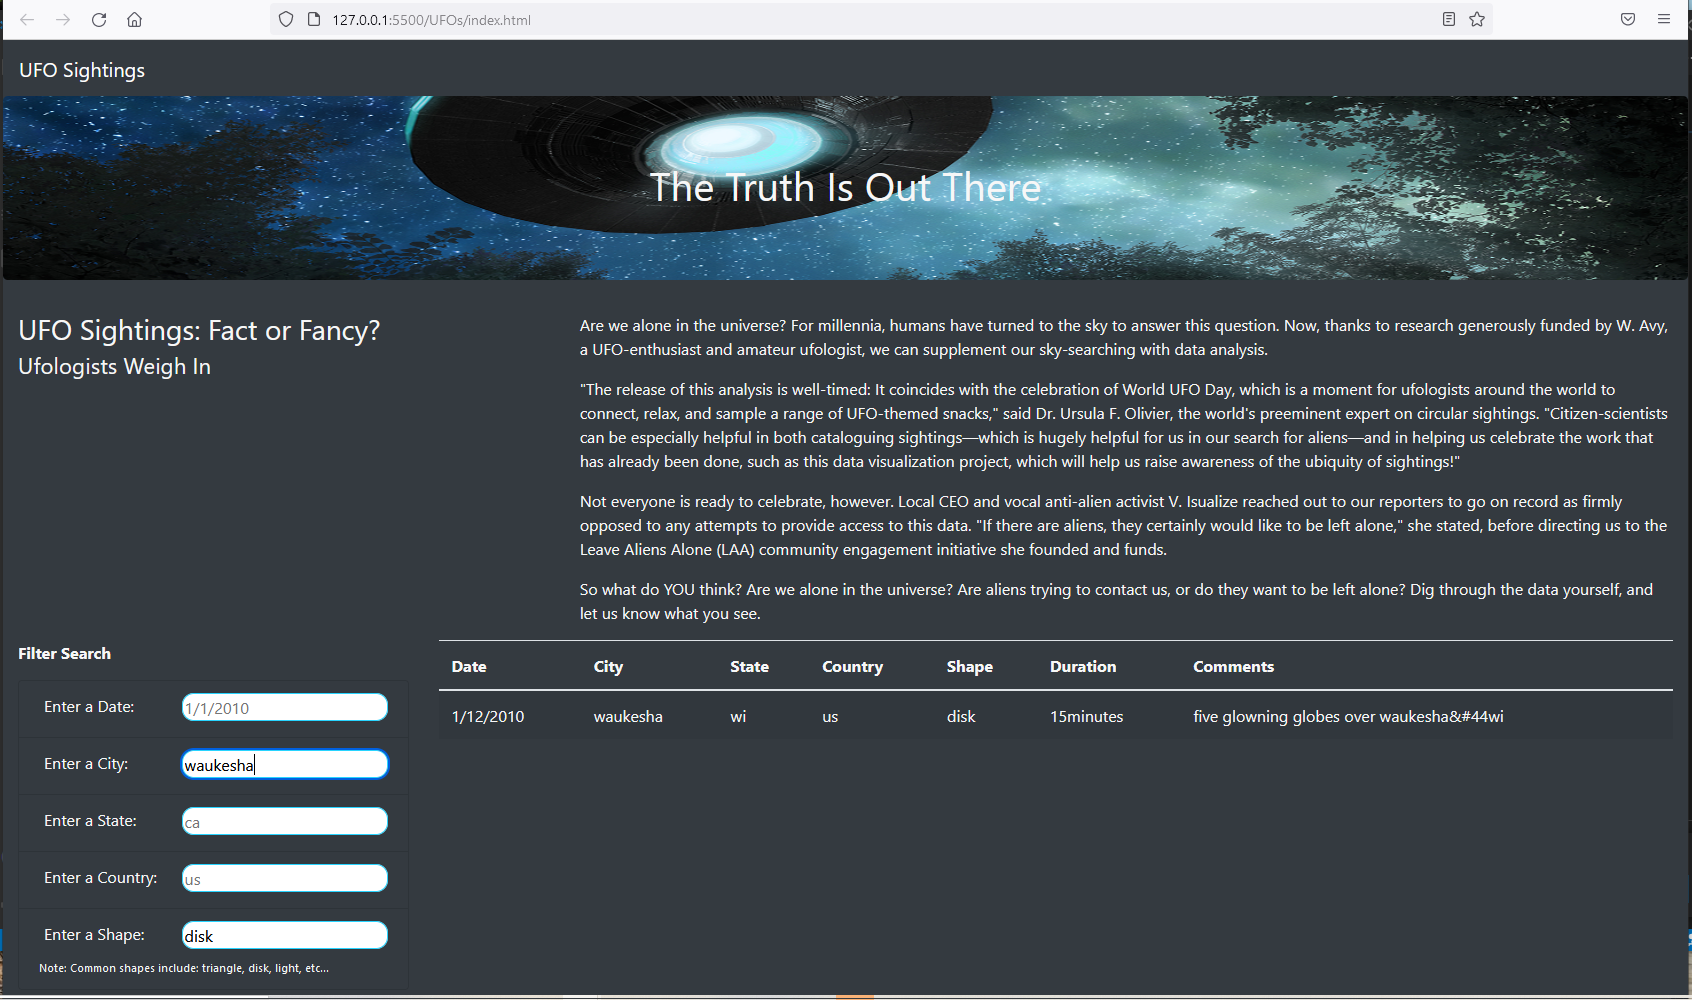 127.0.0.1:5500/UFOs/index.html
UFO Sightings
The Truth Is Out There
UFO Sightings: Fact or Fancy?
Ufologists Weigh In
Are we alone in the universe? For millennia, humans have turned to the sky to answer this question. Now, thanks to research generously funded by W. Avy,
a UFO-enthusiast and amateur ufologist, we can supplement our sky-searching with data analysis.
"The release of this analysis is well-timed: It coincides with the celebration of World UFO Day, which is a moment for ufologists around the world to
connect, relax, and sample a range of UFO-themed snacks," said Dr. Ursula F. Olivier, the world's preeminent expert on circular sightings. "Citizen-scientists
can be especially helpful in both cataloguing sightings—which is hugely helpful for us in our search for aliens—and in helping us celebrate the work that
has already been done, such as this data visualization project, which will help us raise awareness of the ubiquity of sightings!"
Not everyone is ready to celebrate, however. Local CEO and vocal anti-alien activist V. Isualize reached out to our reporters to go on record as firmly
opposed to any attempts to provide access to this data. "If there are aliens, they certainly would like to be left alone," she stated, before directing us to the
Leave Aliens Alone (LAA) community engagement initiative she founded and funds.
So what do YOU think? Are we alone in the universe? Are aliens trying to contact us, or do they want to be left alone? Dig through the data yourself, and
let us know what you see.
Filter Search
Enter a Date: 1/1/2010
Enter a City: waukesha
Enter a State: ca
Enter a Country: us
Enter a Shape: disk
Note: Common shapes include: triangle, disk, light, etc...
Date City State Country Shape Duration Comments
1/12/2010 waukesha wi us disk 15minutes five glowning globes over waukesha&#44wi